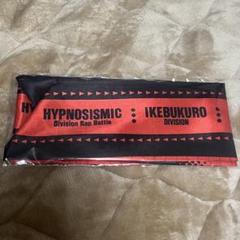 HYPNOSISMIC
Division Rap Battle
IKEBUKURO
DIVISION